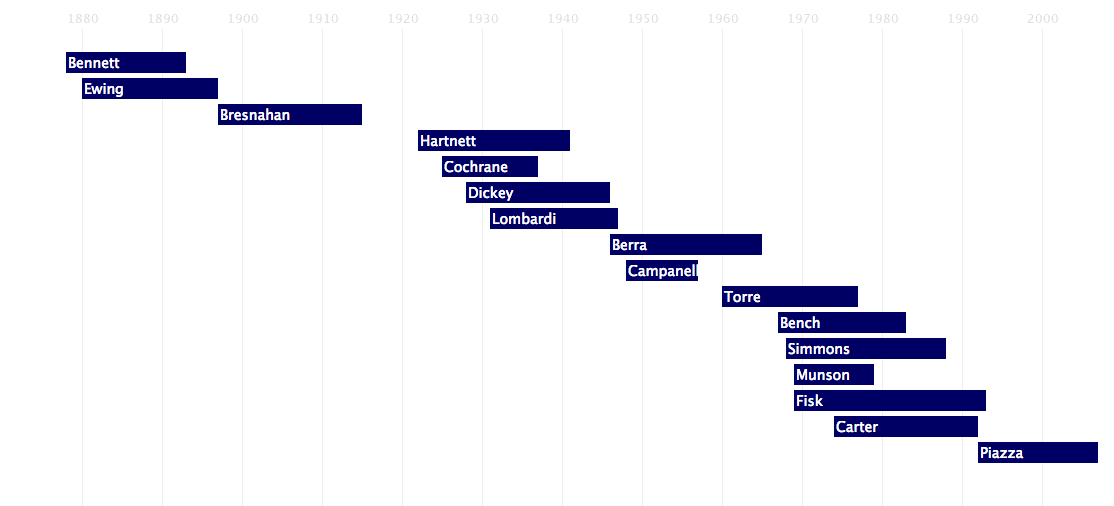 1880 1890 1900 1910 1920 1930 1940 1950 1960 1970 1980 1990 2000
Bennett
Ewing
Bresnahan
Hartnett
Cochrane
Dickey
Lombardi
Berra
Campanell
Torre
Bench
Simmons
Munson
Fisk
Carter
Piazza